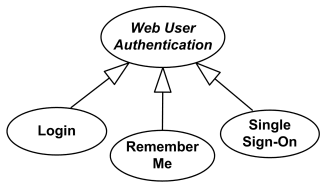 Web User
Authentication
Login
Remember
Me
Single
Sign-On